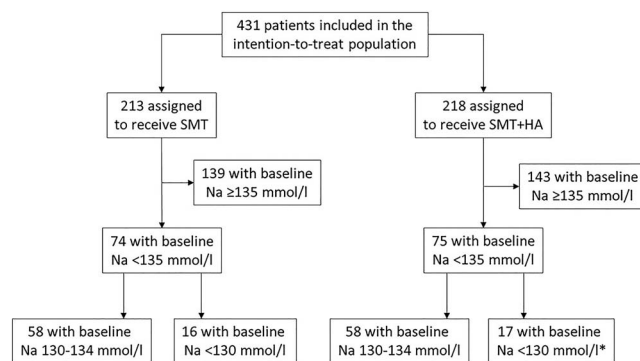 431 patients included in the
intention-to-treat population
213 assigned
to receive SMT
218 assigned
to receive SMT+HA
139 with baseline
Na ≥135 mmol/l
143 with baseline
Na ≥135 mmol/l
74 with baseline
Na <135 mmol/l
75 with baseline
Na <135 mmol/l
58 with baseline
Na 130-134 mmol/l
16 with baseline
Na <130 mmol/l
58 with baseline
Na 130-134 mmol/l
17 with baseline
Na <130 mmol/l*